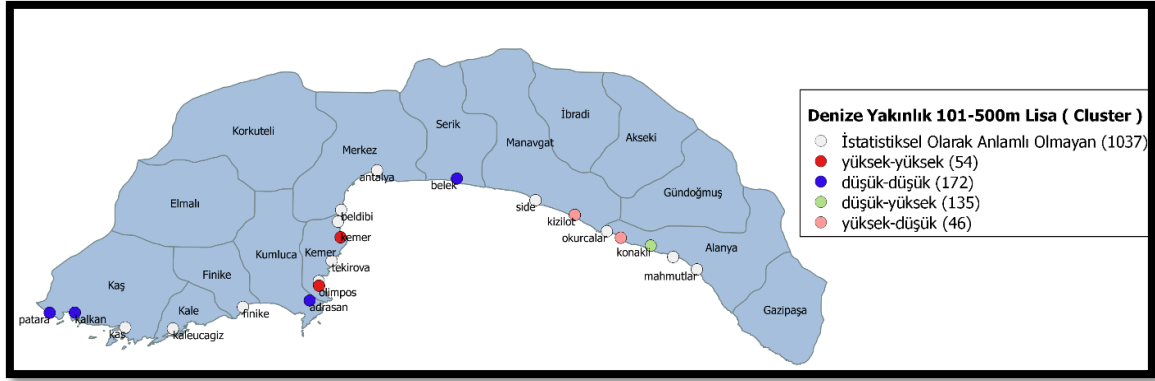 Denize Yakınlık 101-500m Lisa ( Cluster )
İstatistiksel Olarak Anlamlı Olmayan (1037)
yüksek-yüksek (54)
düşük-düşük (172)
düşük-yüksek (135)
yüksek-düşük (46)
Korkuteli
Merkez
Serik
Manavgat
İbradi
Akseki
Gündoğmuş
Elmalı
antalya
belek
side
kizilot
okurcalar
konakli
Alanya
mahmutlar
beldibi
kemer
Kumluca
Kemer
tekirova
Finike
Kaş
olimpos
adrasan
Kale
finike
Gazipaşa
patara
kalkan
kaş
kaleucagiz